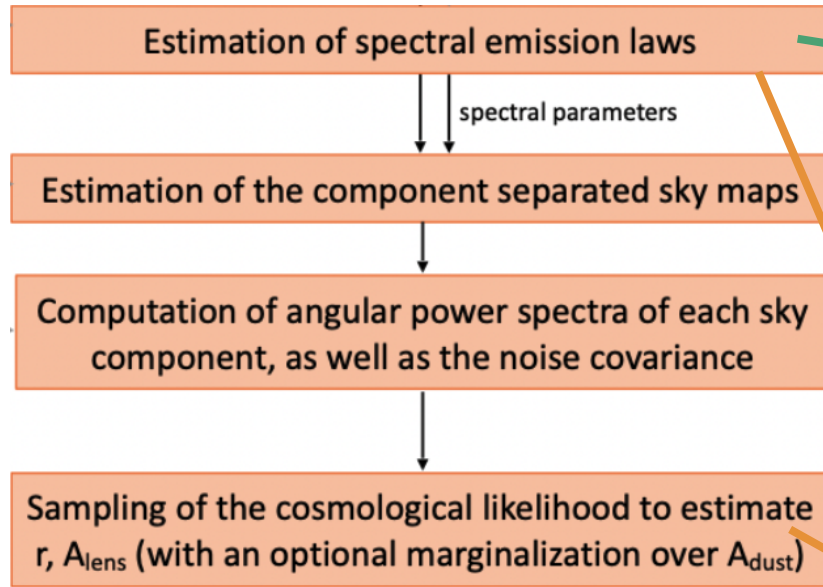 Estimation of spectral emission laws
spectral parameters
Estimation of the component separated sky maps
Computation of angular power spectra of each sky
component, as well as the noise covariance
Sampling of the cosmological likelihood to estimate
r, Alens (with an optional marginalization over Adust)